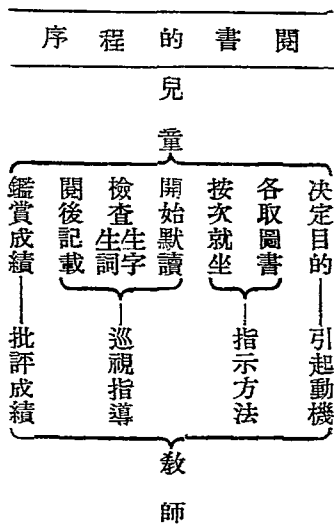 閱書的程序
兒童
決定目的
各取圖書
按次就坐
開始默讀
檢查生字生詞
閱後記載
鑑賞成績
引起動機
指示方法
巡視指導
批評成績
教師